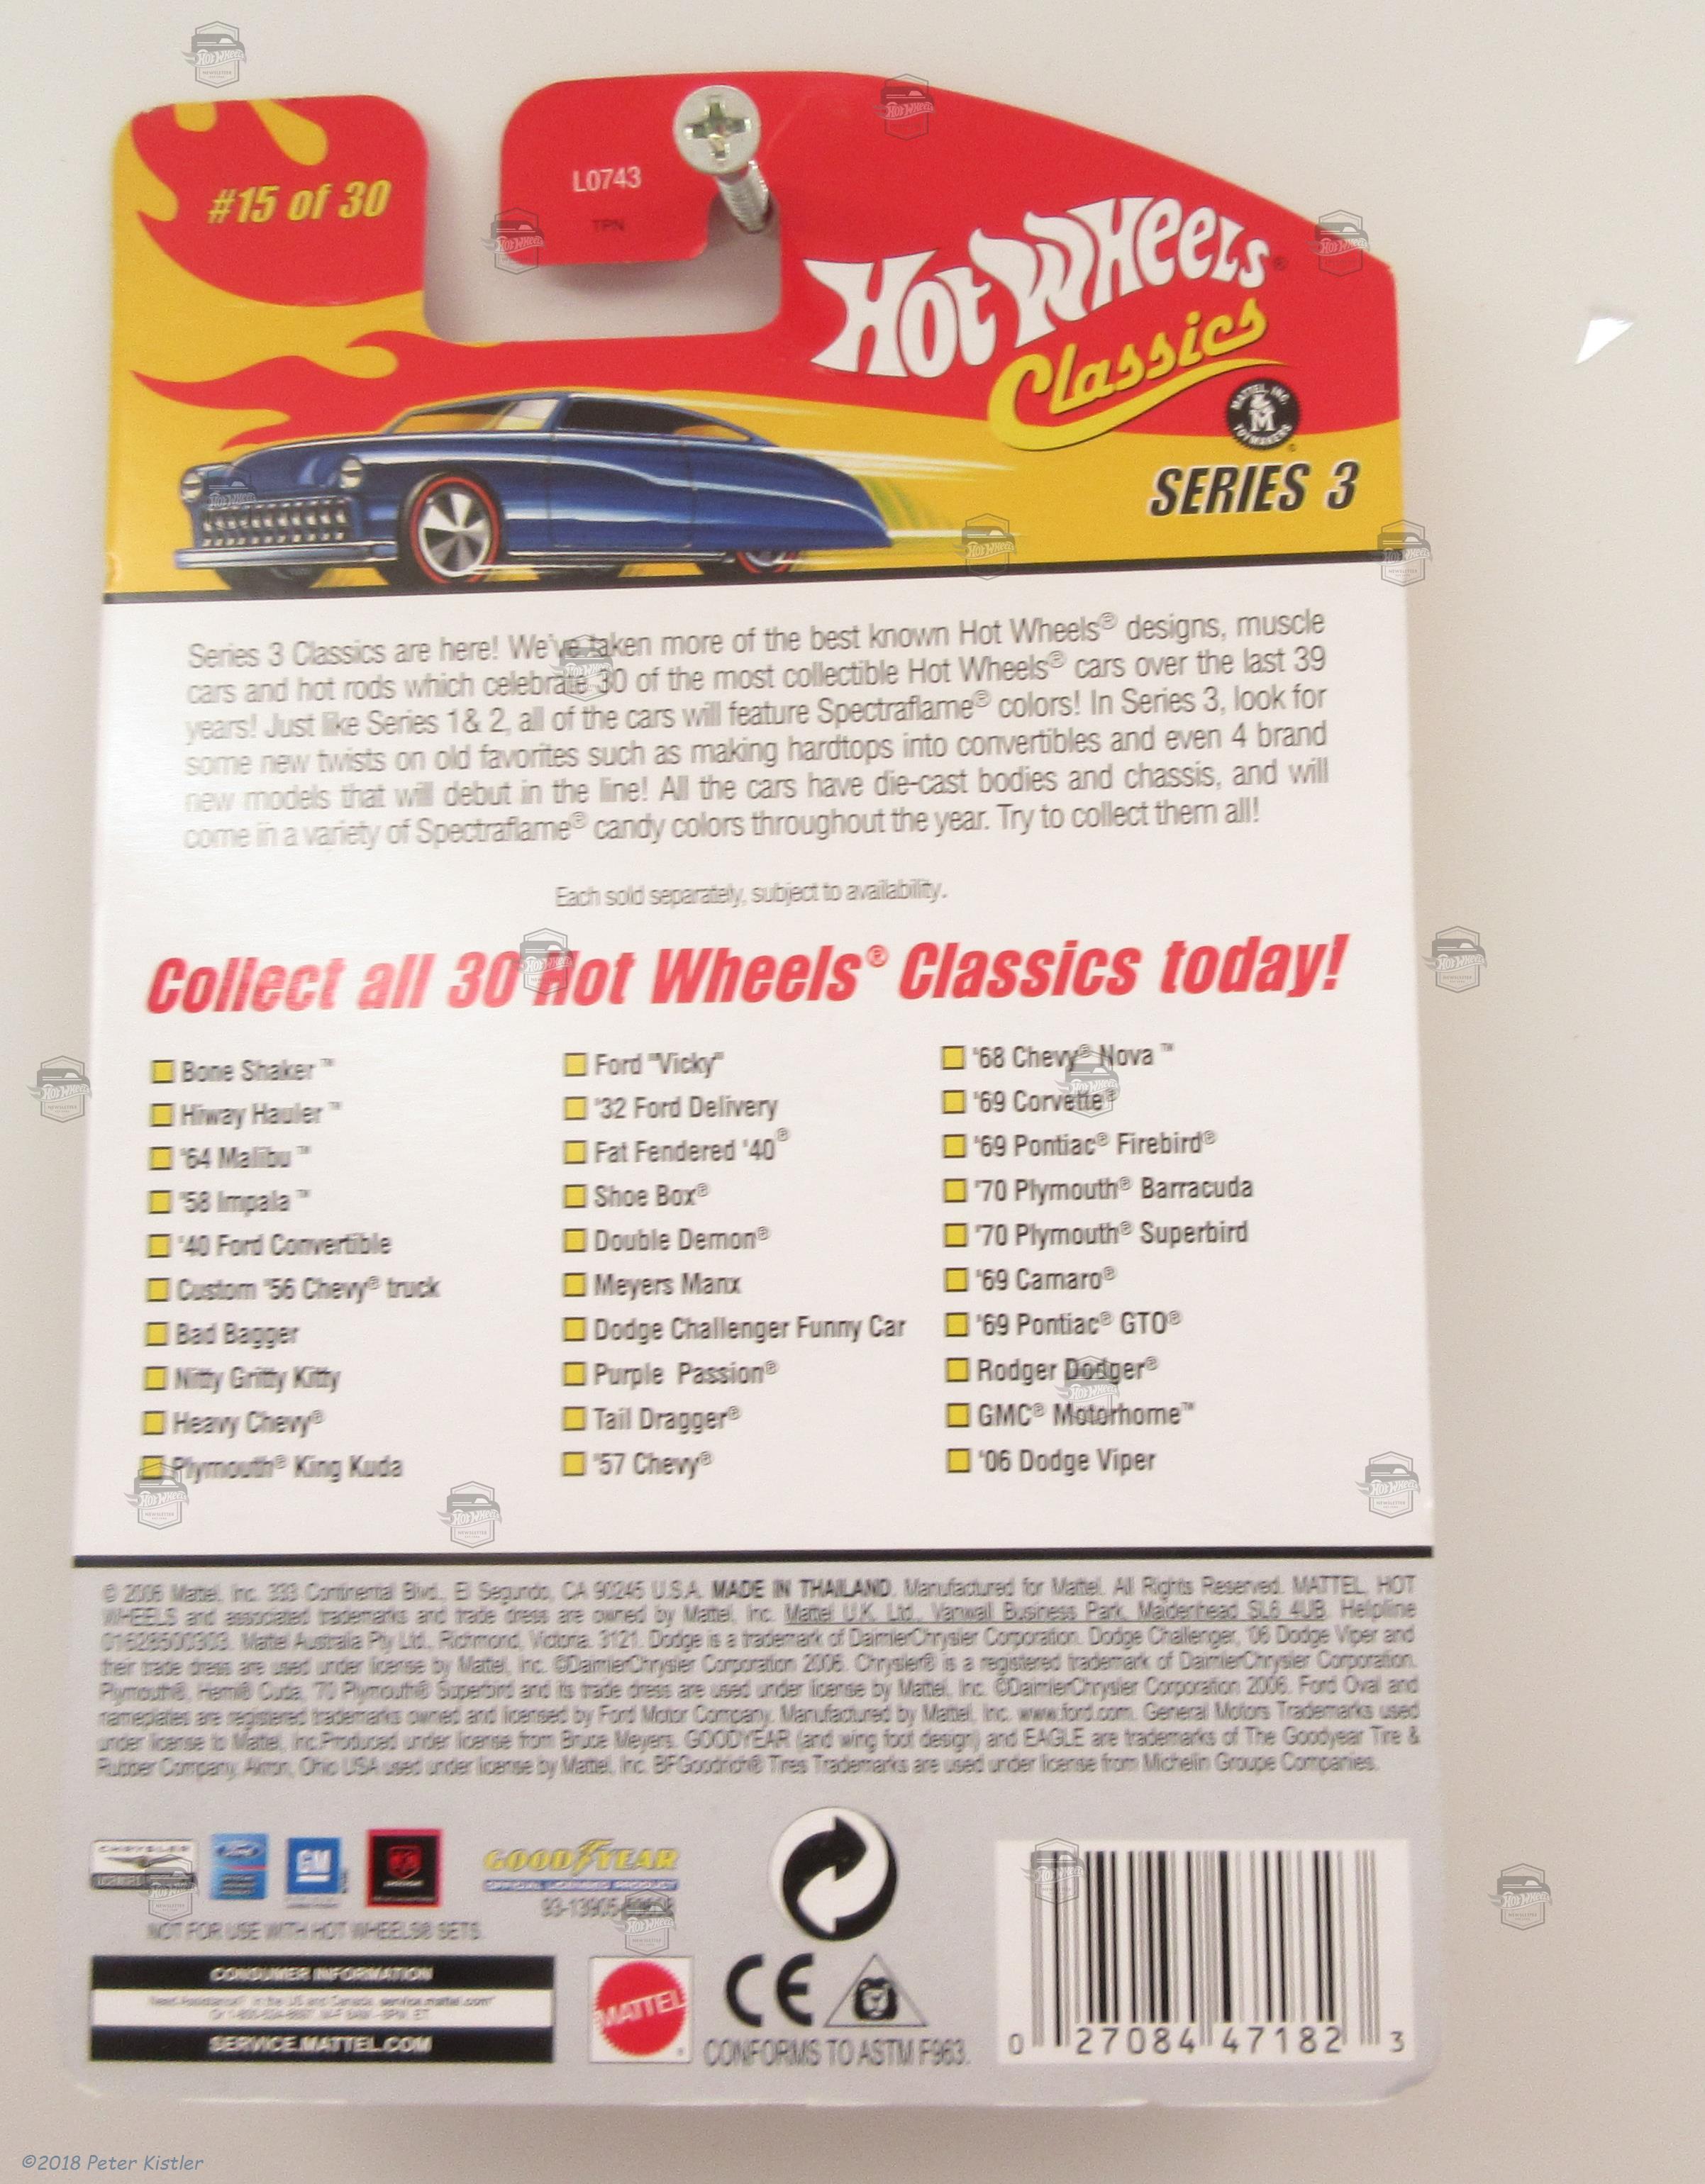 #15 of 30
L0743
TPN
Hot Wheels®
Classics
MATTEL, INC.
M
TOYMAKERS
©
SERIES 3
Series 3 Classics are here! We've taken more of the best known Hot Wheels® designs, muscle
cars and hot rods which celebrate 30 of the most collectible Hot Wheels® cars over the last 39
years! Just like Series 1& 2, all of the cars will feature Spectraflame® colors! In Series 3, look for
some new twists on old favorites such as making hardtops into convertibles and even 4 brand
new models that will debut in the line! All the cars have die-cast bodies and chassis, and will
come in a variety of Spectraflame® candy colors throughout the year. Try to collect them all!
Each sold separately, subject to availability.
Collect all 30 Hot Wheels® Classics today!
Bone Shaker™
Hiway Hauler™
'64 Malibu™
'58 Impala™
'40 Ford Convertible
Custom '56 Chevy® truck
Bad Bagger
Nitty Gritty Kitty
Heavy Chevy®
Plymouth® King Kuda
Ford "Vicky"
'32 Ford Delivery
Fat Fendered '40®
Shoe Box®
Double Demon®
Meyers Manx
Dodge Challenger Funny Car
Purple Passion®
Tail Dragger®
'57 Chevy®
'68 Chevy® Nova™
'69 Corvette®
'69 Pontiac® Firebird®
'70 Plymouth® Barracuda
'70 Plymouth® Superbird
'69 Camaro®
'69 Pontiac® GTO®
Rodger Dodger®
GMC® Motorhome™
'06 Dodge Viper
© 2006 Mattel, Inc. 333 Continental Blvd., El Segundo, CA 90245 U.S.A. MADE IN THAILAND. Manufactured for Mattel. All Rights Reserved. MATTEL, HOT
WHEELS and associated trademarks and trade dress are owned by Mattel, Inc. Mattel U.K. Ltd., Vanwall Business Park, Maidenhead SL6 4UB. Helpline
01628500303. Mattel Australia Pty Ltd., Richmond, Victoria. 3121. Dodge is a trademark of DaimlerChrysler Corporation. Dodge Challenger, '06 Dodge Viper and
their trade dress are used under license by Mattel, Inc. ©DaimlerChrysler Corporation 2006. Chrysler® is a registered trademark of DaimlerChrysler Corporation.
Plymouth®, Hemi® Cuda, '70 Plymouth® Superbird and its trade dress are used under license by Mattel, Inc. ©DaimlerChrysler Corporation 2006. Ford Oval and
nameplates are registered trademarks owned and licensed by Ford Motor Company. Manufactured by Mattel, Inc. www.ford.com. General Motors Trademarks used
under license to Mattel, Inc.Produced under license from Bruce Meyers. GOODYEAR (and wing foot design) and EAGLE are trademarks of The Goodyear Tire &
Rubber Company, Akron, Ohio USA used under license by Mattel, Inc. BFGoodrich® Tires Trademarks are used under license from Michelin Groupe Companies.
CHRYSLER
Ford
GM
GOODYEAR
OFFICIAL LICENSED PRODUCT
93-13905
NOT FOR USE WITH HOT WHEELS® SETS.
CONSUMER INFORMATION
Need Assistance? In the US and Canada, service.mattel.com
SERVICE.MATTEL.COM
MATTEL
®
CE
CONFORMS TO ASTM F963.
0 27084 47182 3
©2018 Peter Kistler